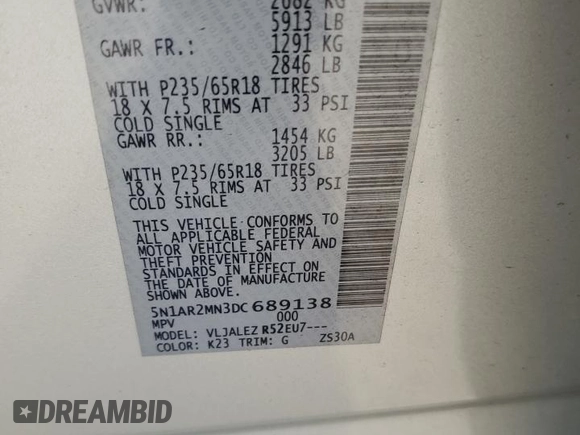 GVWR: 2682 KG
5913 LB
GAWR FR.: 1291 KG
2846 LB
WITH P235/65R18 TIRES
18 X 7.5 RIMS AT 33 PSI
COLD SINGLE
GAWR RR.: 1454 KG
3205 LB
WITH P235/65R18 TIRES
18 X 7.5 RIMS AT 33 PSI
COLD SINGLE
THIS VEHICLE CONFORMS TO
ALL APPLICABLE FEDERAL
MOTOR VEHICLE SAFETY AND
THEFT PREVENTION
STANDARDS IN EFFECT ON
THE DATE OF MANUFACTURE
SHOWN ABOVE.
5N1AR2MN3DC689138
MPV 000
MODEL: VLJALEZ R52EU7---
COLOR: K23 TRIM: G ZS30A
DREAMBID